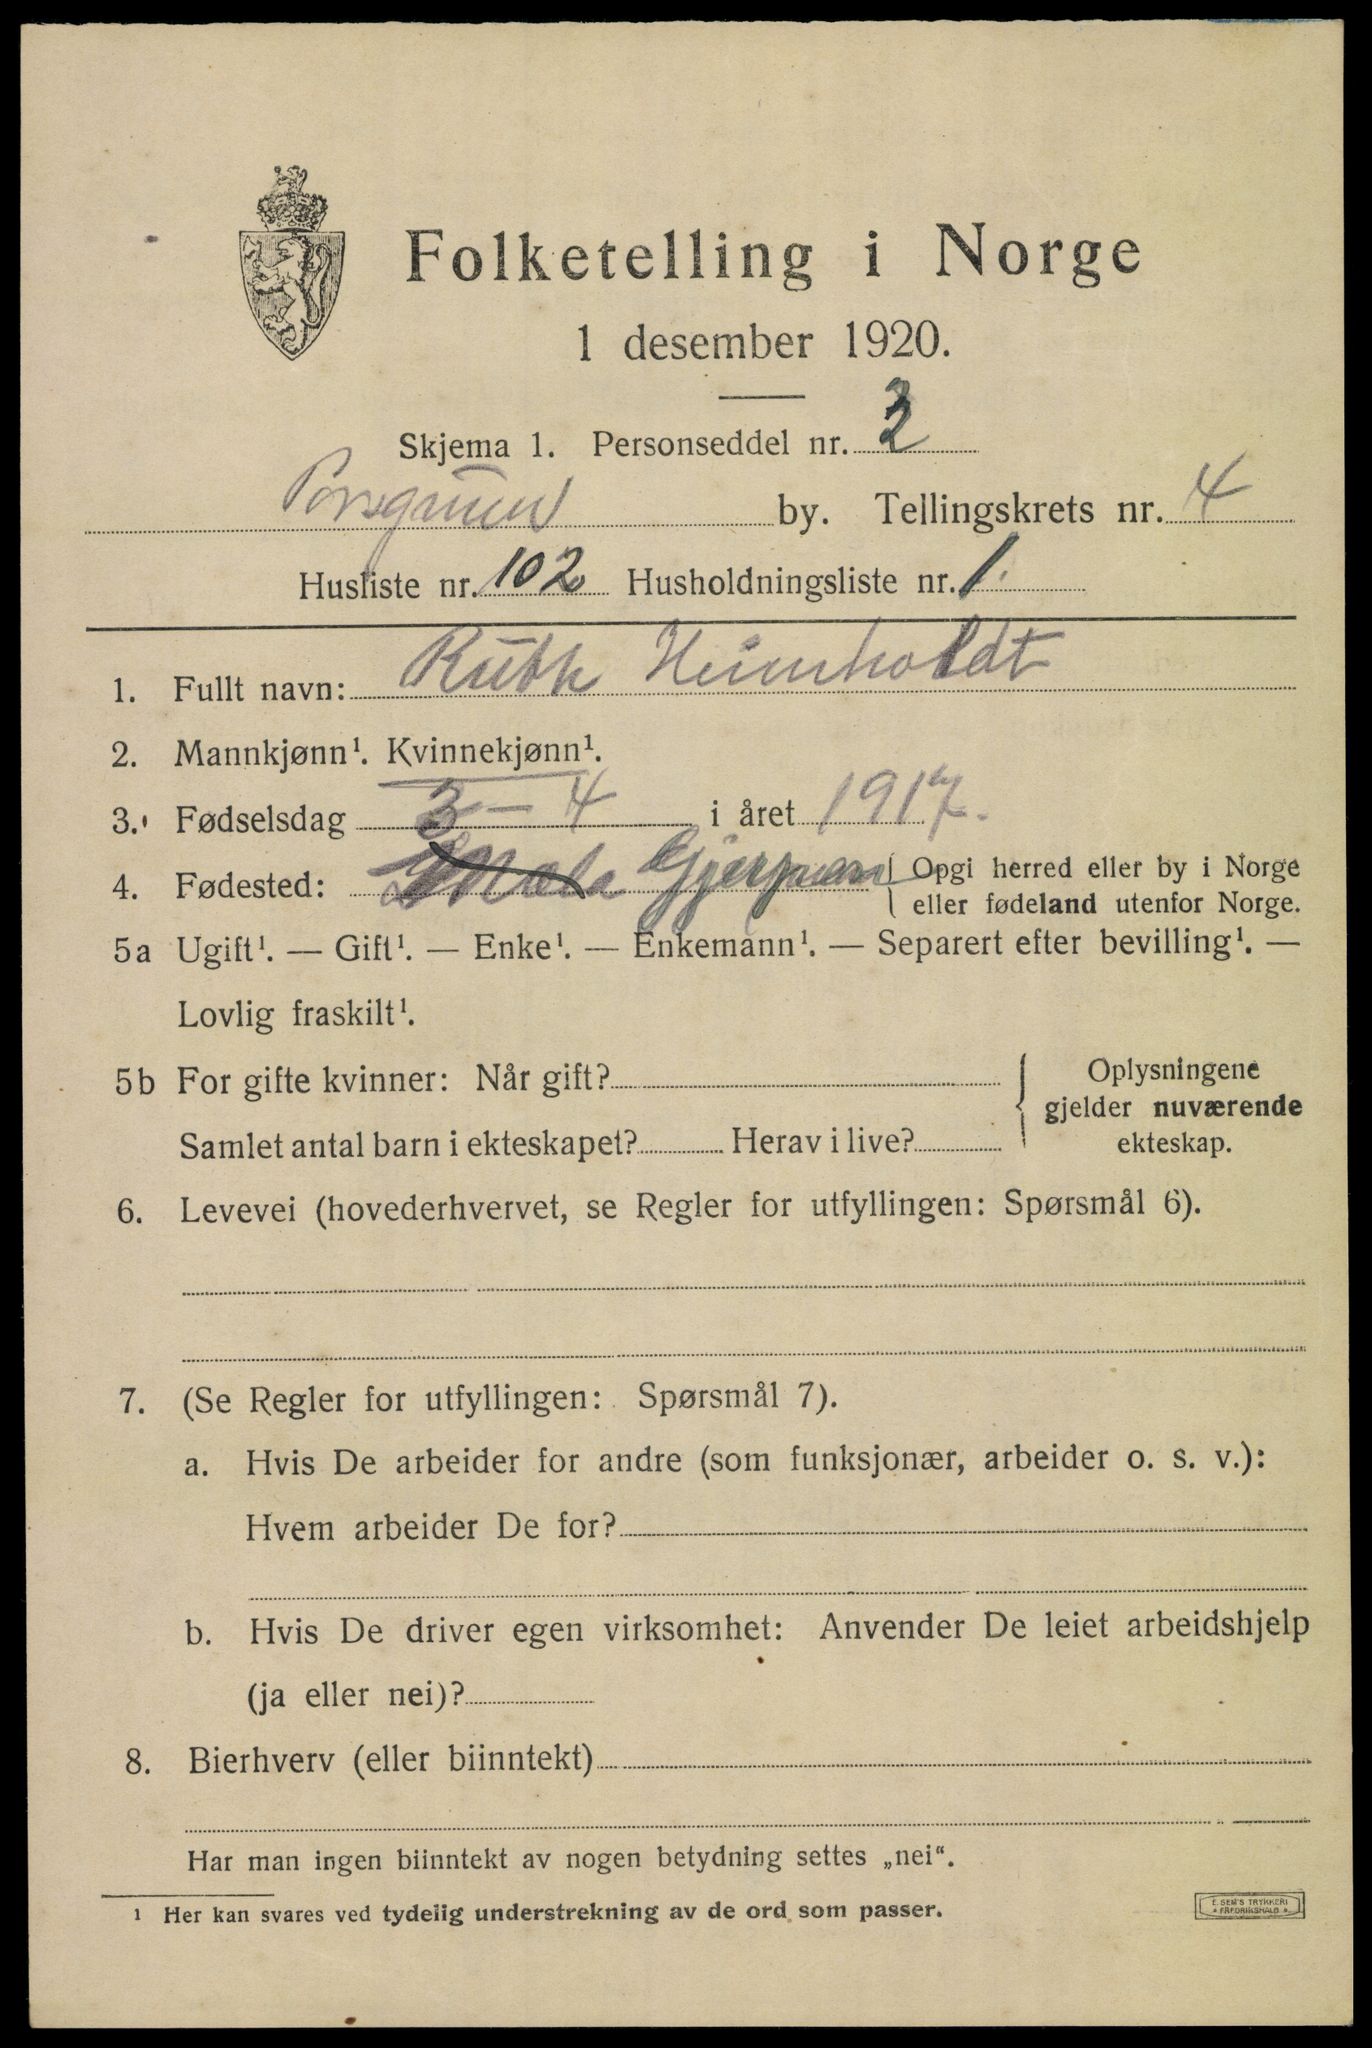 Folketelling i Norge
1 desember 1920.
Skjema 1. Personseddel nr. 3
Porsgrunn by. Tellingskrets nr. 4
Husliste nr. 102 Husholdningsliste nr. 1.
1. Fullt navn: Ruth Heimholdt
2. Mannkjønn¹. Kvinnekjønn¹.
3. Fødselsdag 3 – 4 i året 1917.
4. Fødested: Gjerpen { Opgi herred eller by i Norge
eller fødeland utenfor Norge.
5a Ugift¹. — Gift¹. — Enke¹. — Enkemann¹. — Separert efter bevilling¹. —
Lovlig fraskilt¹.
5b For gifte kvinner: Når gift? { Oplysningene
gjelder nuværende
Samlet antal barn i ekteskapet? Herav i live? ekteskap.
6. Levevei (hovederhvervet, se Regler for utfyllingen: Spørsmål 6).
7. (Se Regler for utfyllingen: Spørsmål 7).
a. Hvis De arbeider for andre (som funksjonær, arbeider o. s. v.):
Hvem arbeider De for?
b. Hvis De driver egen virksomhet: Anvender De leiet arbeidshjelp
(ja eller nei)?
8. Bierhverv (eller biinntekt)
Har man ingen biinntekt av nogen betydning settes „nei“.
¹ Her kan svares ved tydelig understrekning av de ord som passer.
E. SEM'S TRYKKERI
FREDRIKSHALD